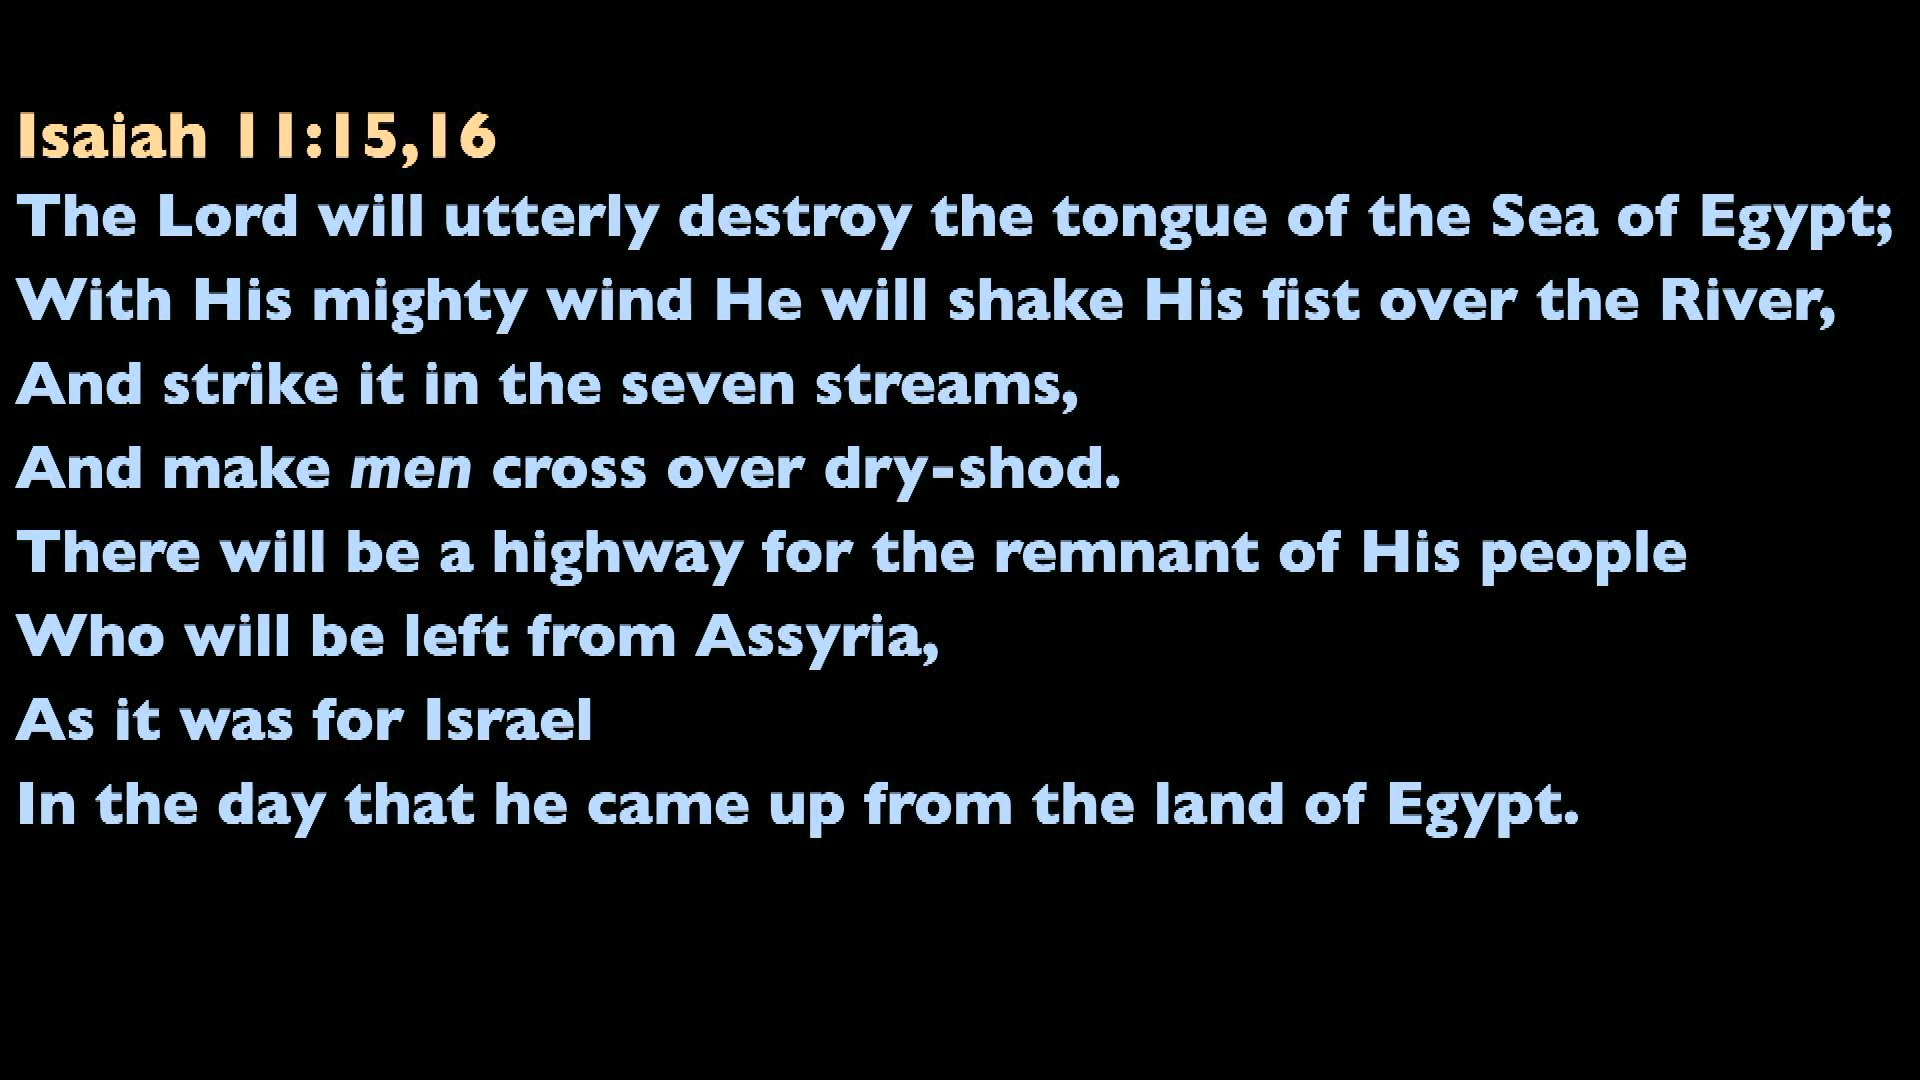 Isaiah 11:15,16
The Lord will utterly destroy the tongue of the Sea of Egypt;
With His mighty wind He will shake His fist over the River,
And strike it in the seven streams,
And make men cross over dry-shod.
There will be a highway for the remnant of His people
Who will be left from Assyria,
As it was for Israel
In the day that he came up from the land of Egypt.